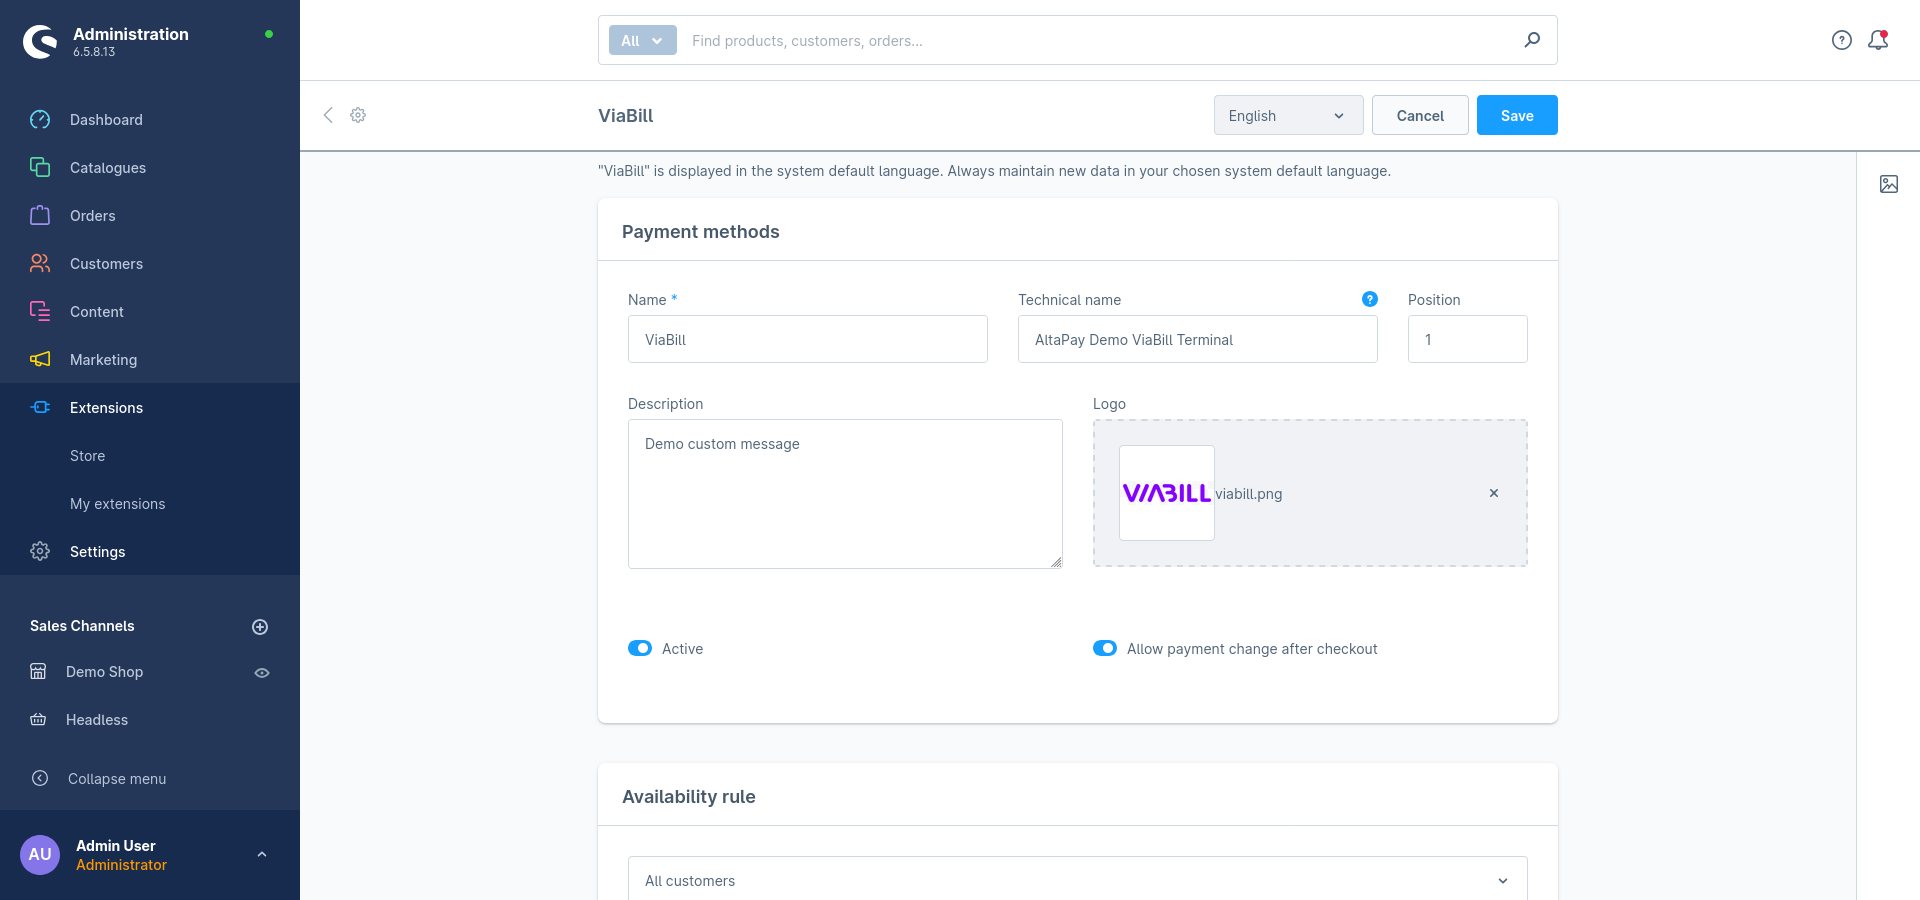 Administration
6.5.8.13
All
Find products, customers, orders...
ViaBill
English
Cancel
Save
Dashboard
Catalogues
Orders
Customers
Content
Marketing
Extensions
Store
My extensions
Settings
Sales Channels
Demo Shop
Headless
Collapse menu
AU
Admin User
Administrator
"ViaBill" is displayed in the system default language. Always maintain new data in your chosen system default language.
Payment methods
Name *
Technical name
?
Position
ViaBill
AltaPay Demo ViaBill Terminal
1
Description
Logo
Demo custom message
VIABILL
viabill.png
Active
Allow payment change after checkout
Availability rule
All customers